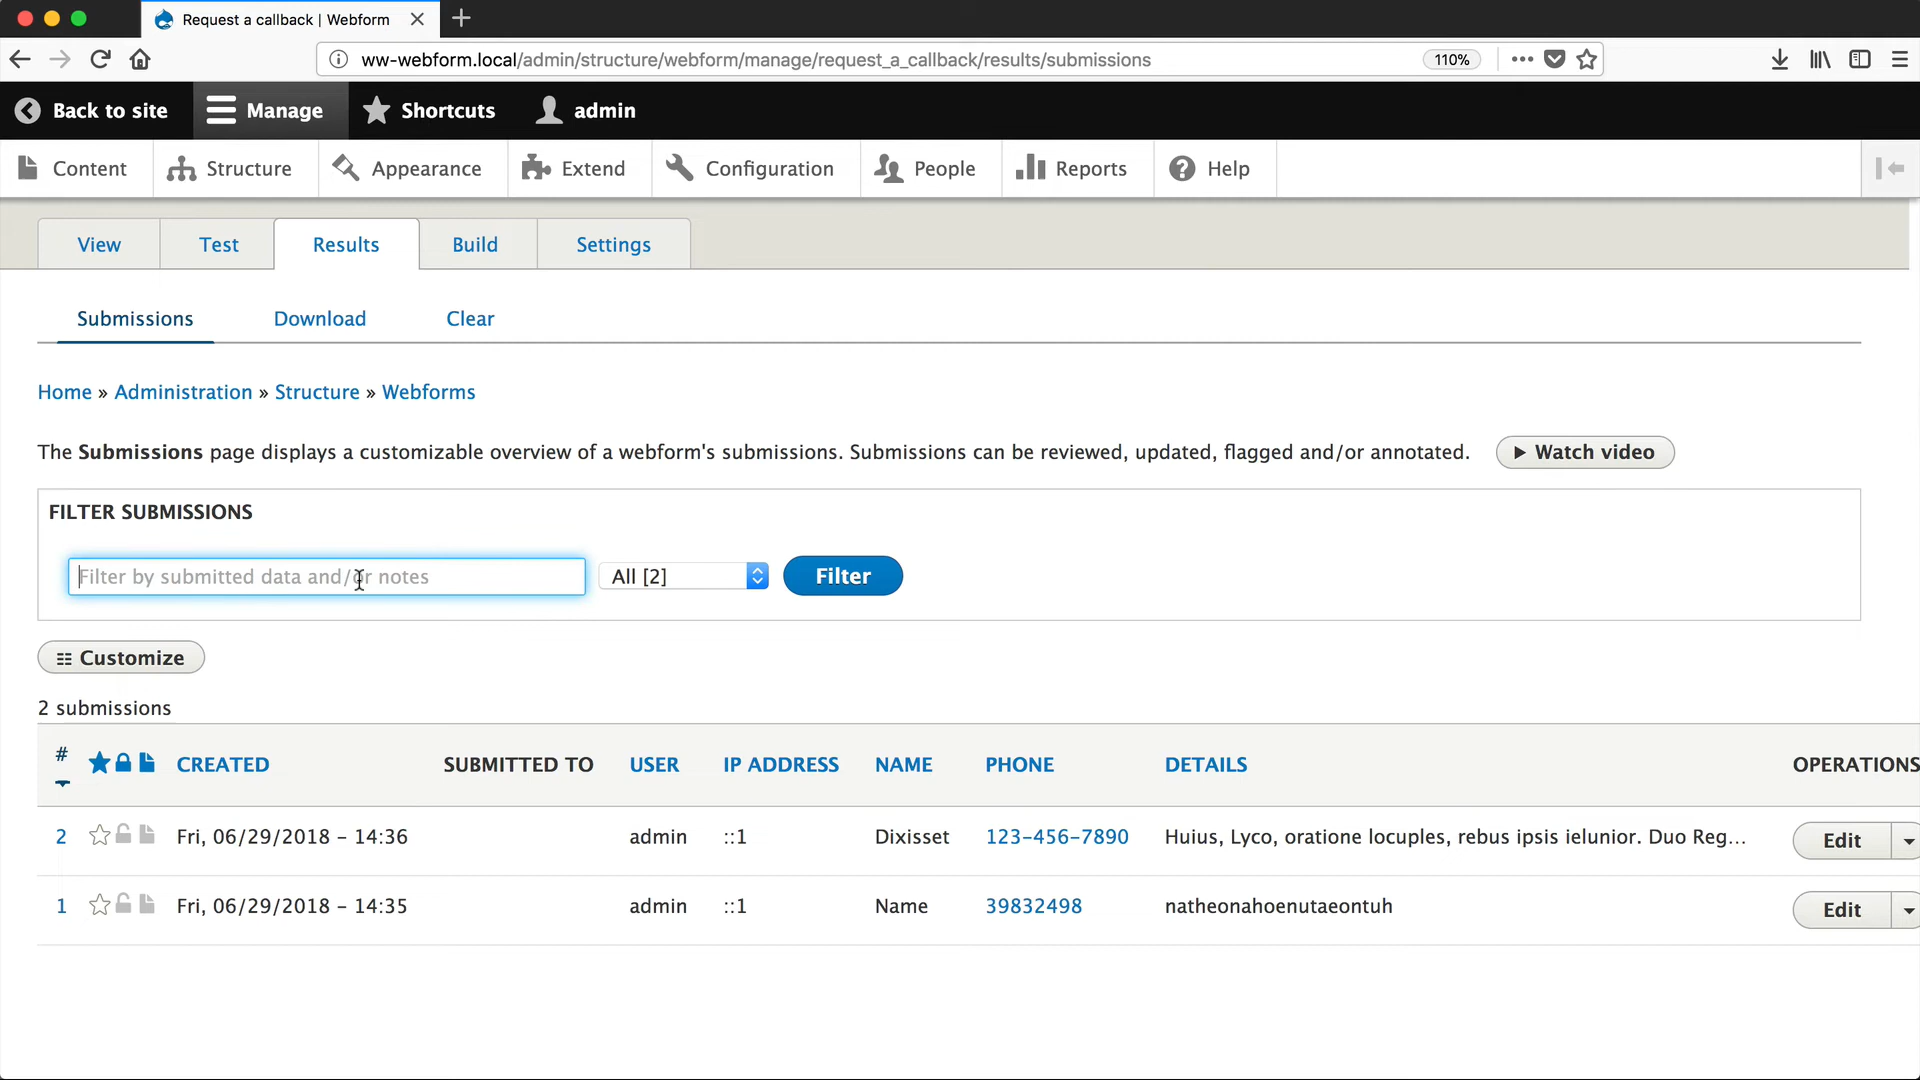 Request a callback | Webform
ww-webform.local/admin/structure/webform/manage/request_a_callback/results/submissions 110%
Back to site Manage Shortcuts admin
Content Structure Appearance Extend Configuration People Reports Help
View Test Results Build Settings
Submissions Download Clear
Home » Administration » Structure » Webforms
The Submissions page displays a customizable overview of a webform's submissions. Submissions can be reviewed, updated, flagged and/or annotated. Watch video
FILTER SUBMISSIONS
Filter by submitted data and/or notes All [2] Filter
Customize
2 submissions
# CREATED SUBMITTED TO USER IP ADDRESS NAME PHONE DETAILS OPERATIONS
2 Fri, 06/29/2018 – 14:36 admin ::1 Dixisset 123-456-7890 Huius, Lyco, oratione locuples, rebus ipsis ielunior. Duo Reg... Edit
1 Fri, 06/29/2018 – 14:35 admin ::1 Name 39832498 natheonahoenutaeontuh Edit